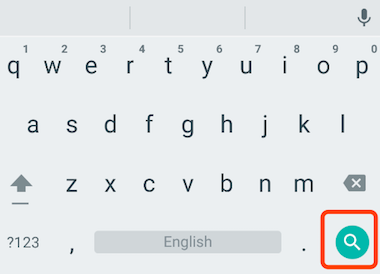 1 2 3 4 5 6 7 8 9 0
q w e r t y u i o p
a s d f g h j k l
z x c v b n m
?123 , English .